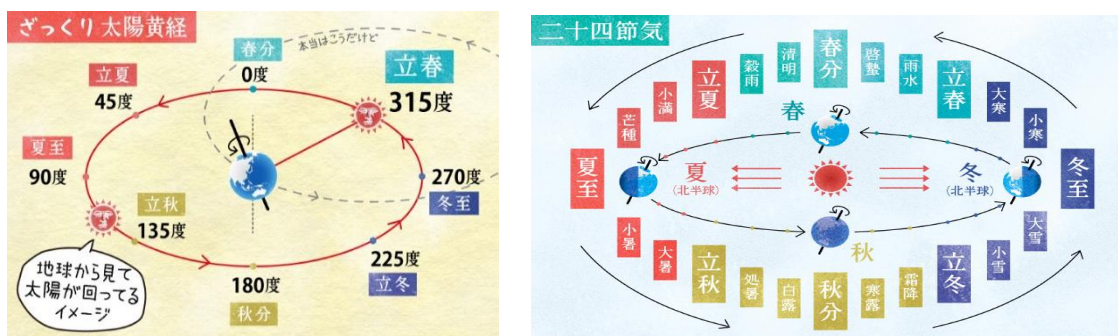 ざっくり 太陽黄経
本当はこうだけど
春分
0度
立春
315度
立夏
45度
夏至
90度
270度
冬至
立秋
135度
225度
立冬
180度
秋分
地球から見て
太陽が回ってる
イメージ
二十四節気
春分
清明
啓蟄
穀雨
雨水
立夏
立春
小満
大寒
芒種
小寒
春
夏至
夏
(北半球)
冬
(北半球)
冬至
秋
小暑
大雪
大暑
小雪
立秋
立冬
処暑
霜降
白露
寒露
秋分